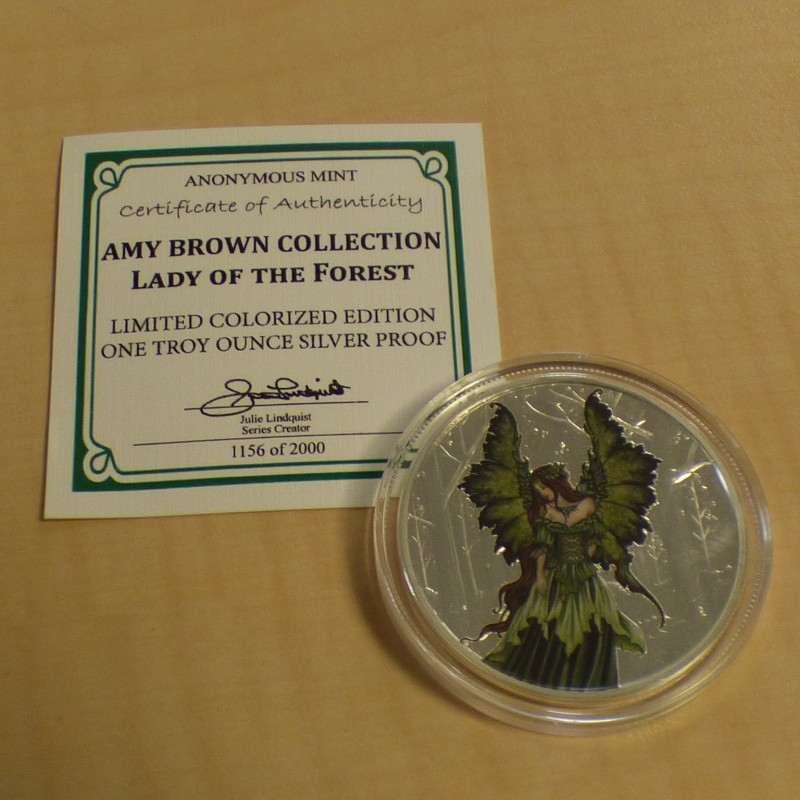 ANONYMOUS MINT
Certificate of Authenticity
AMY BROWN COLLECTION
LADY OF THE FOREST
LIMITED COLORIZED EDITION
ONE TROY OUNCE SILVER PROOF
Julie Lindquist
Series Creator
1156 of 2000